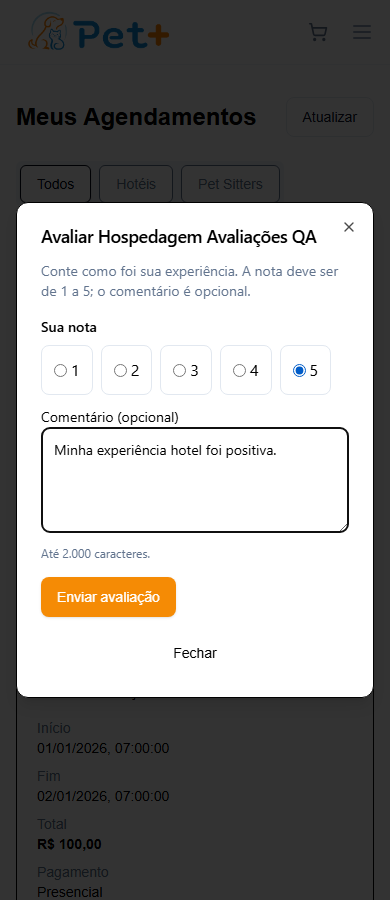 Pet+
Meus Agendamentos
Atualizar
Todos
Hotéis
Pet Sitters
Avaliar Hospedagem Avaliações QA
Conte como foi sua experiência. A nota deve ser
de 1 a 5; o comentário é opcional.
Sua nota
1
2
3
4
5
Comentário (opcional)
Minha experiência hotel foi positiva.
Até 2.000 caracteres.
Enviar avaliação
Fechar
Início
01/01/2026, 07:00:00
Fim
02/01/2026, 07:00:00
Total
R$ 100,00
Pagamento
Presencial